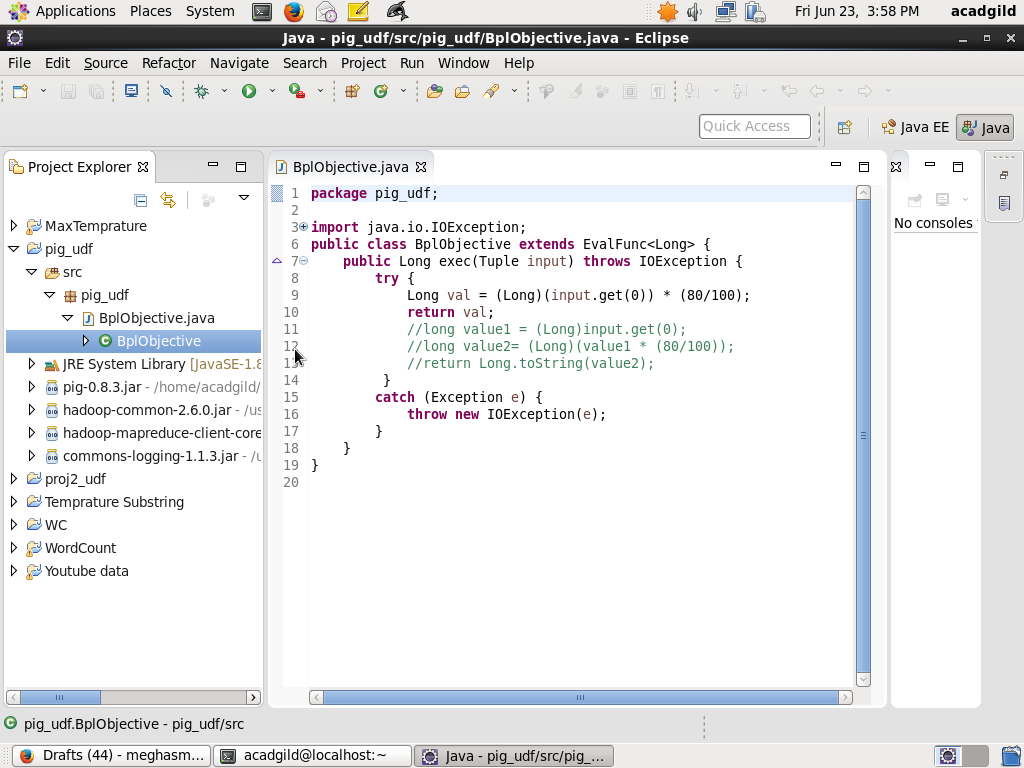 Applications Places System Fri Jun 23, 3:58 PM acadgild
Java - pig_udf/src/pig_udf/BplObjective.java - Eclipse
File Edit Source Refactor Navigate Search Project Run Window Help
Quick Access Java EE Java
Project Explorer
MaxTemprature
pig_udf
src
pig_udf
BplObjective.java
BplObjective
JRE System Library [JavaSE-1.8
pig-0.8.3.jar - /home/acadgild/
hadoop-common-2.6.0.jar - /us
hadoop-mapreduce-client-core
commons-logging-1.1.3.jar - /u
proj2_udf
Temprature Substring
WC
WordCount
Youtube data
BplObjective.java
1 package pig_udf;
2
3 import java.io.IOException;
6 public class BplObjective extends EvalFunc<Long> {
7 public Long exec(Tuple input) throws IOException {
8 try {
9 Long val = (Long)(input.get(0)) * (80/100);
10 return val;
11 //long value1 = (Long)input.get(0);
12 //long value2= (Long)(value1 * (80/100));
13 //return Long.toString(value2);
14 }
15 catch (Exception e) {
16 throw new IOException(e);
17 }
18 }
19 }
20
No consoles
pig_udf.BplObjective - pig_udf/src
Drafts (44) - meghasm... acadgild@localhost:~ Java - pig_udf/src/pig_...